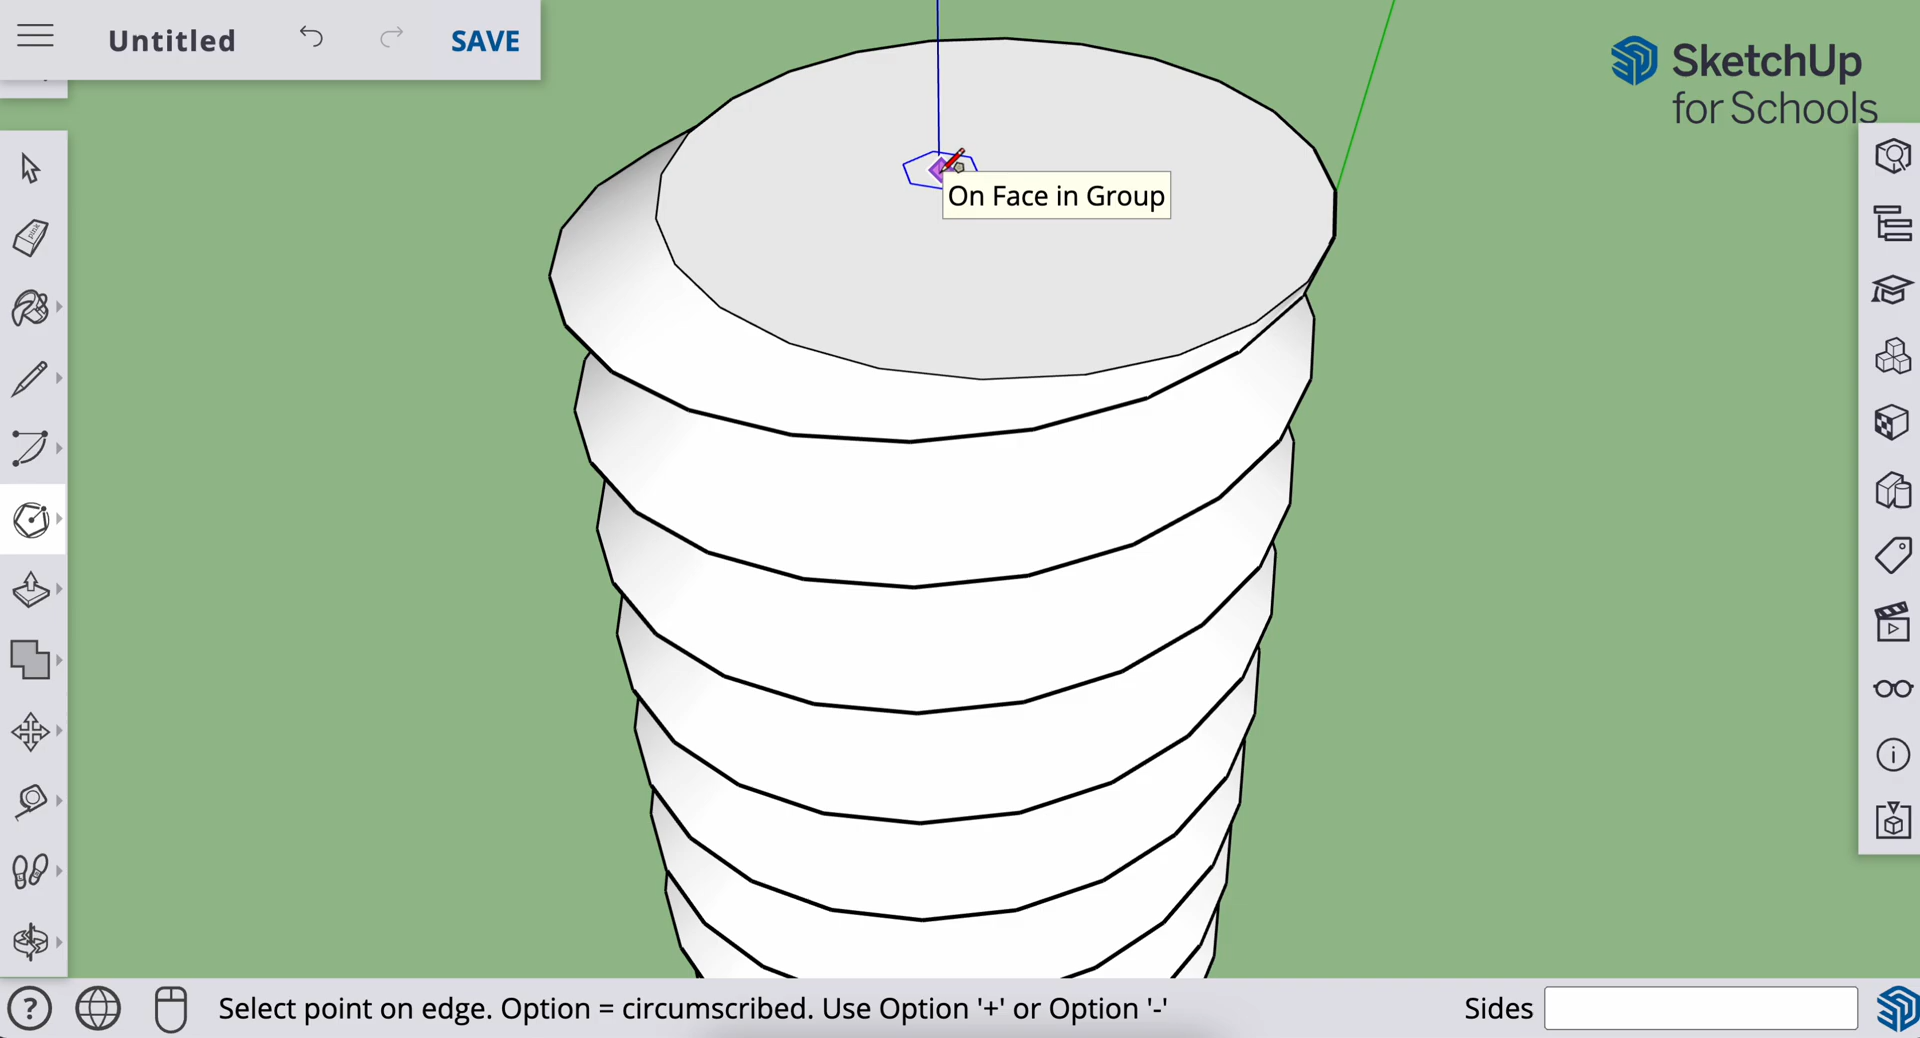 Untitled
SAVE
SketchUp
for Schools
On Face in Group
Select point on edge. Option = circumscribed. Use Option '+' or Option '-'
Sides